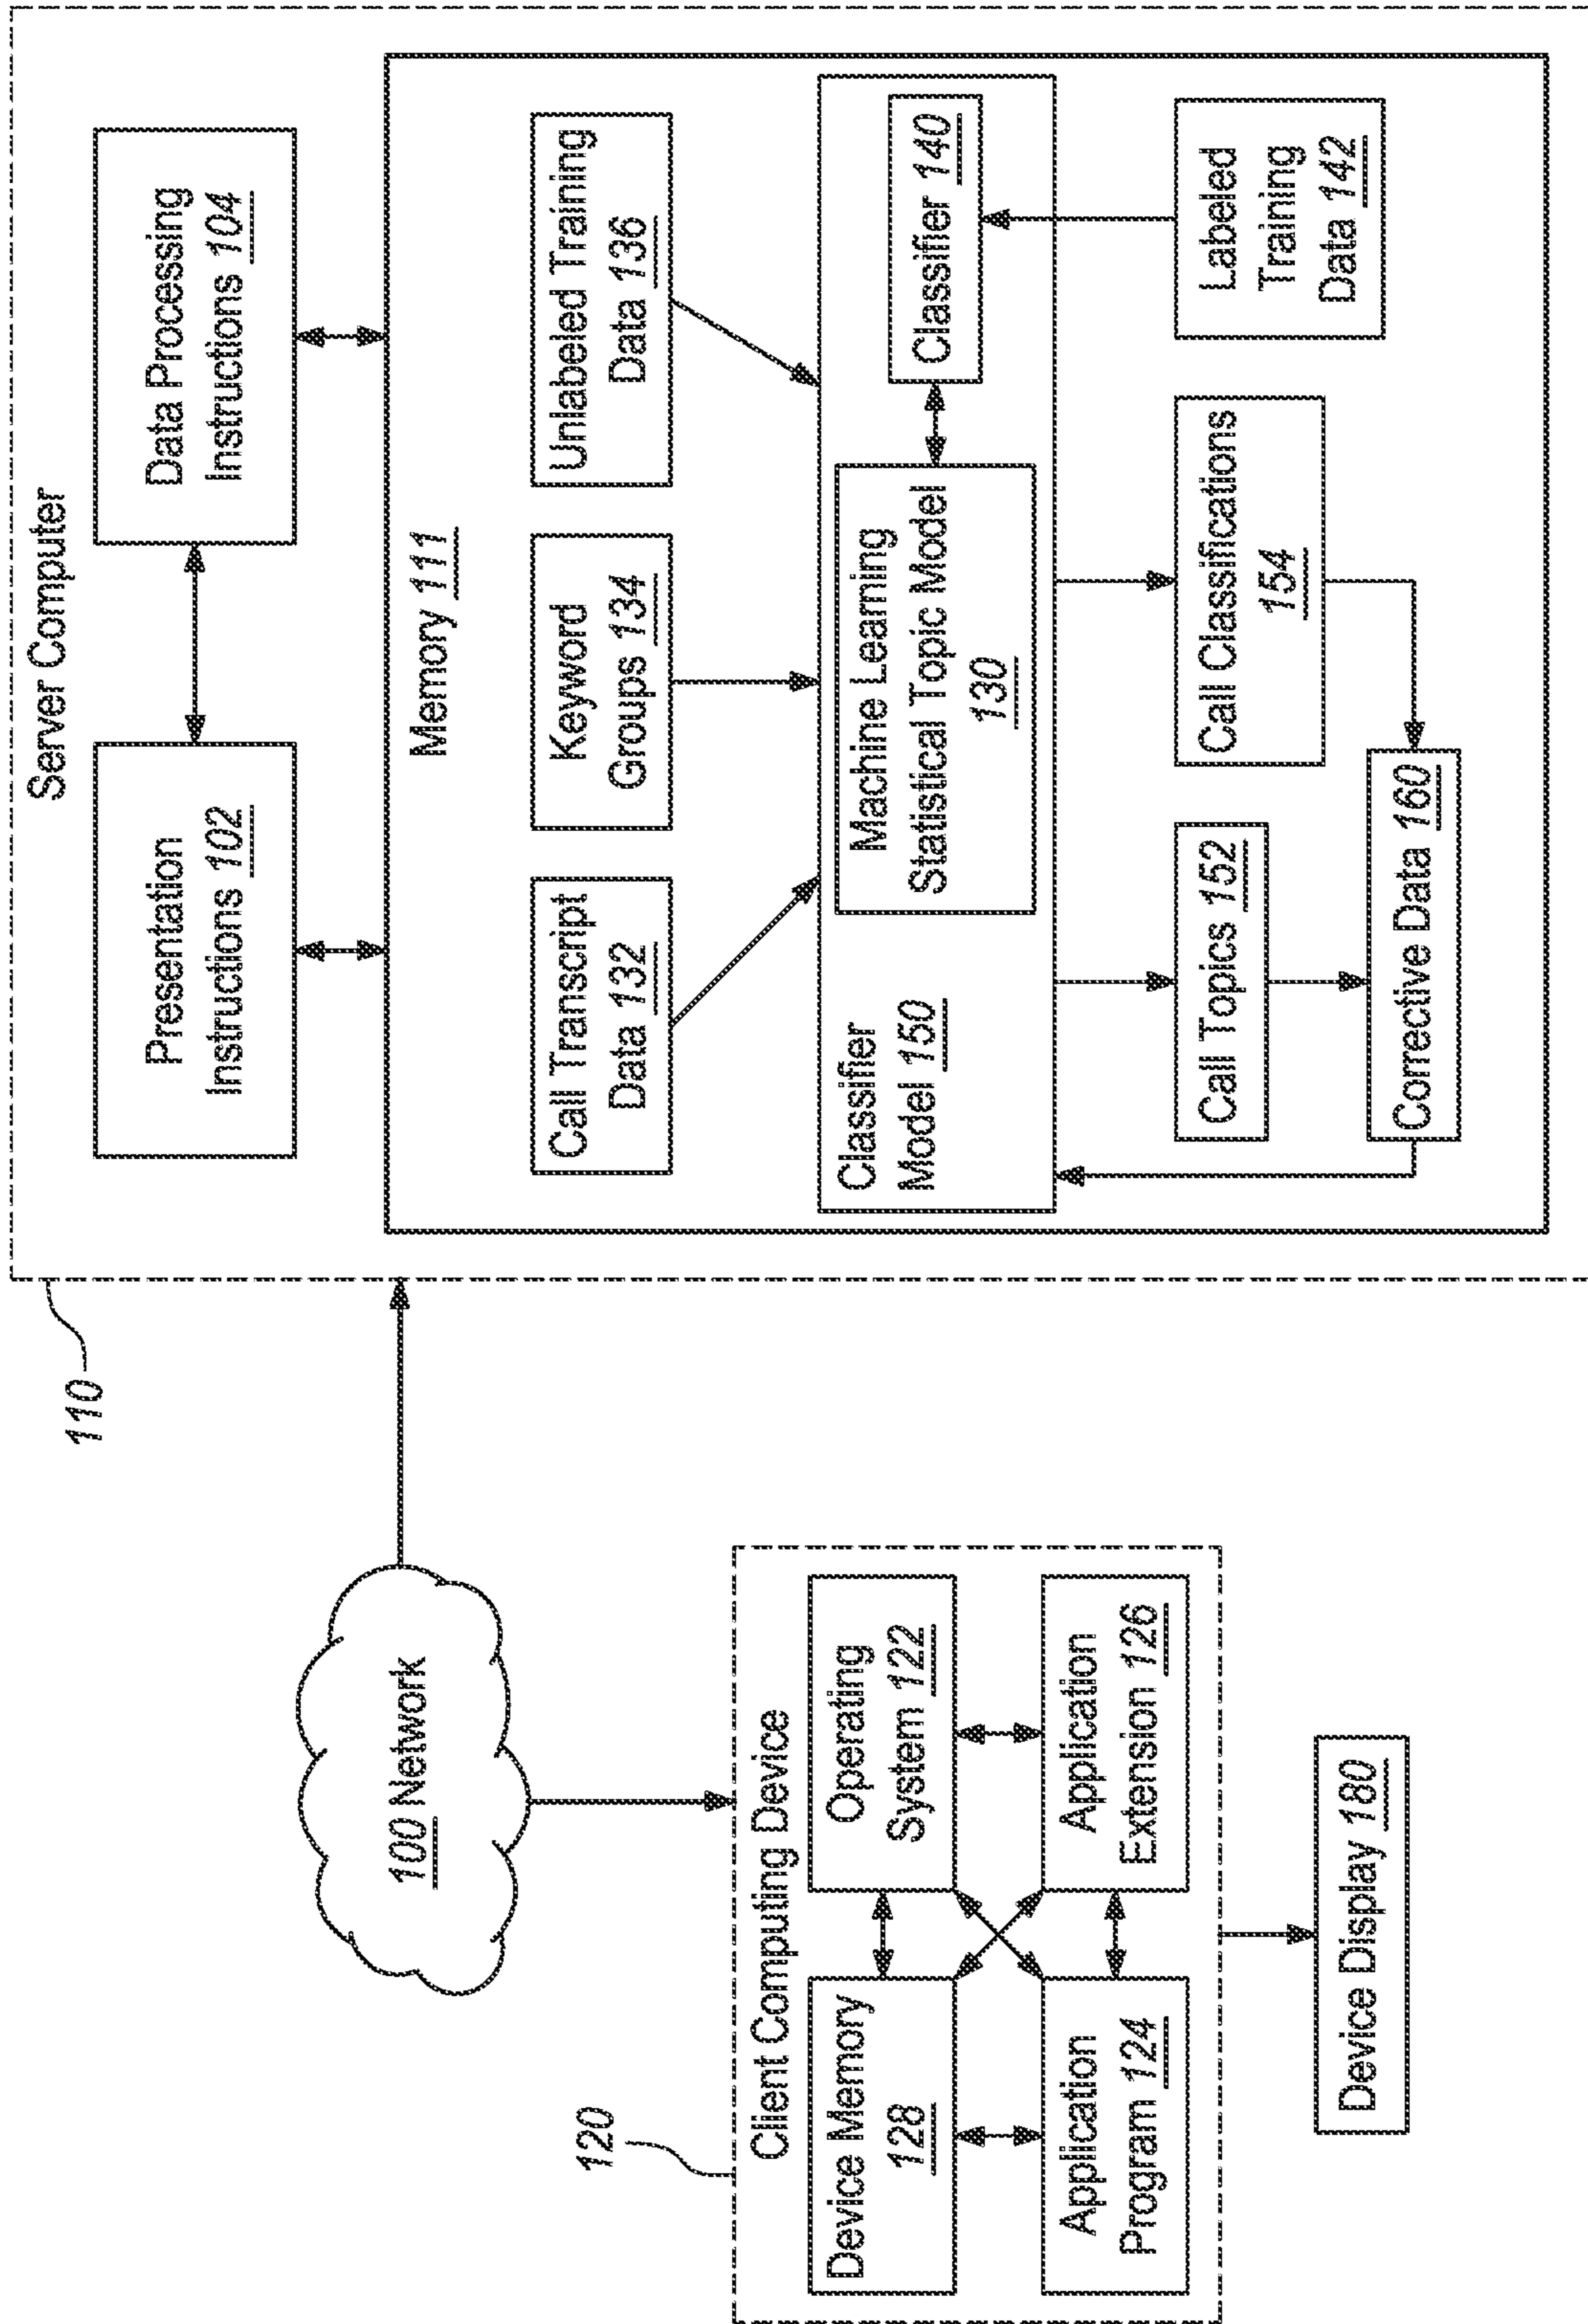 110
Server Computer
Presentation
Instructions 102
Data Processing
Instructions 104
Memory 111
Call Transcript
Data 132
Keyword
Groups 134
Unlabeled Training
Data 136
Classifier
Model 150
Machine Learning
Statistical Topic Model
130
Classifier 140
Call Topics 152
Call Classifications
154
Labeled
Training
Data 142
Corrective Data 160
100 Network
120
Client Computing Device
Device Memory
128
Operating
System 122
Application
Program 124
Application
Extension 126
Device Display 180